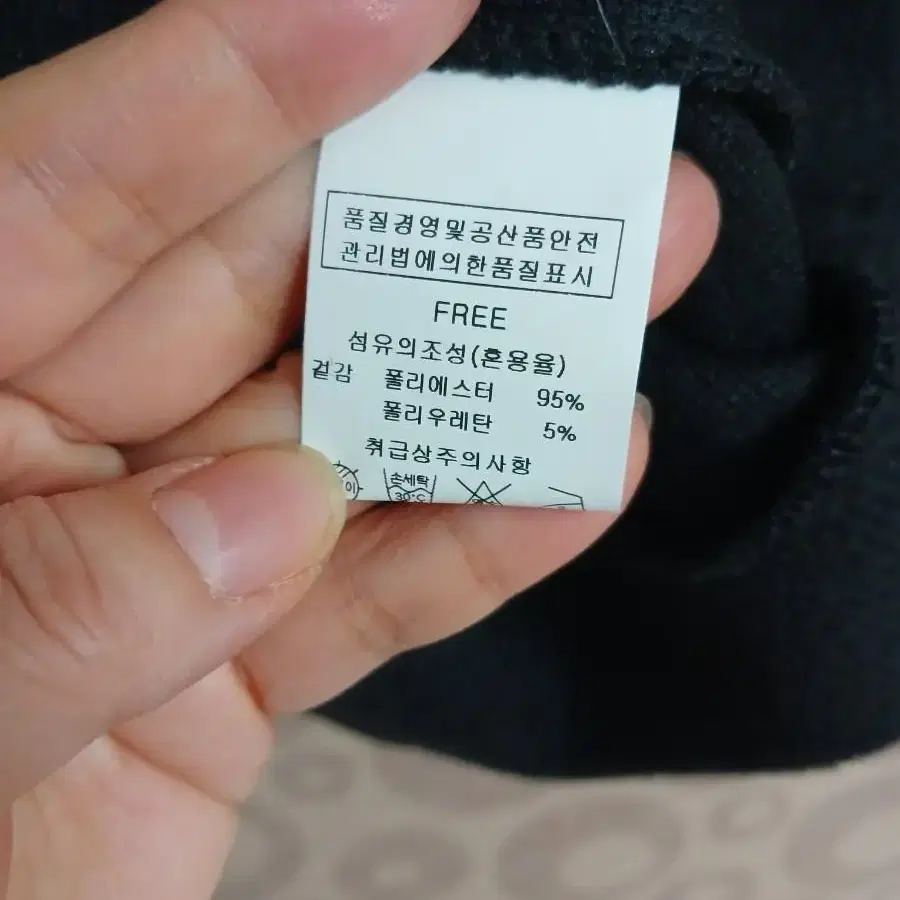 품질경영및공산품안전
관리법에의한품질표시
FREE
섬유의조성(혼용율)
겉감 폴리에스터 95%
폴리우레탄 5%
취급상주의사항
손세탁
30°C